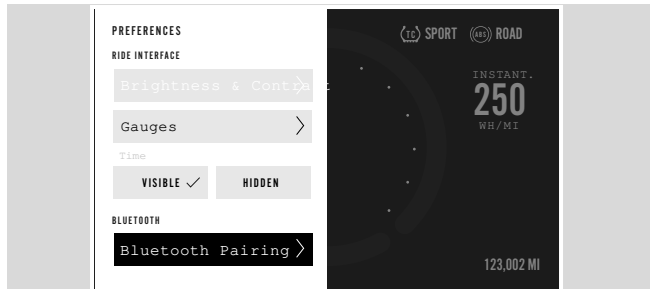 PREFERENCES
RIDE INTERFACE
Brightness & Contrast
Gauges
Time
VISIBLE
HIDDEN
BLUETOOTH
Bluetooth Pairing
TC SPORT
ABS ROAD
INSTANT.
250
WH/MI
123,002 MI